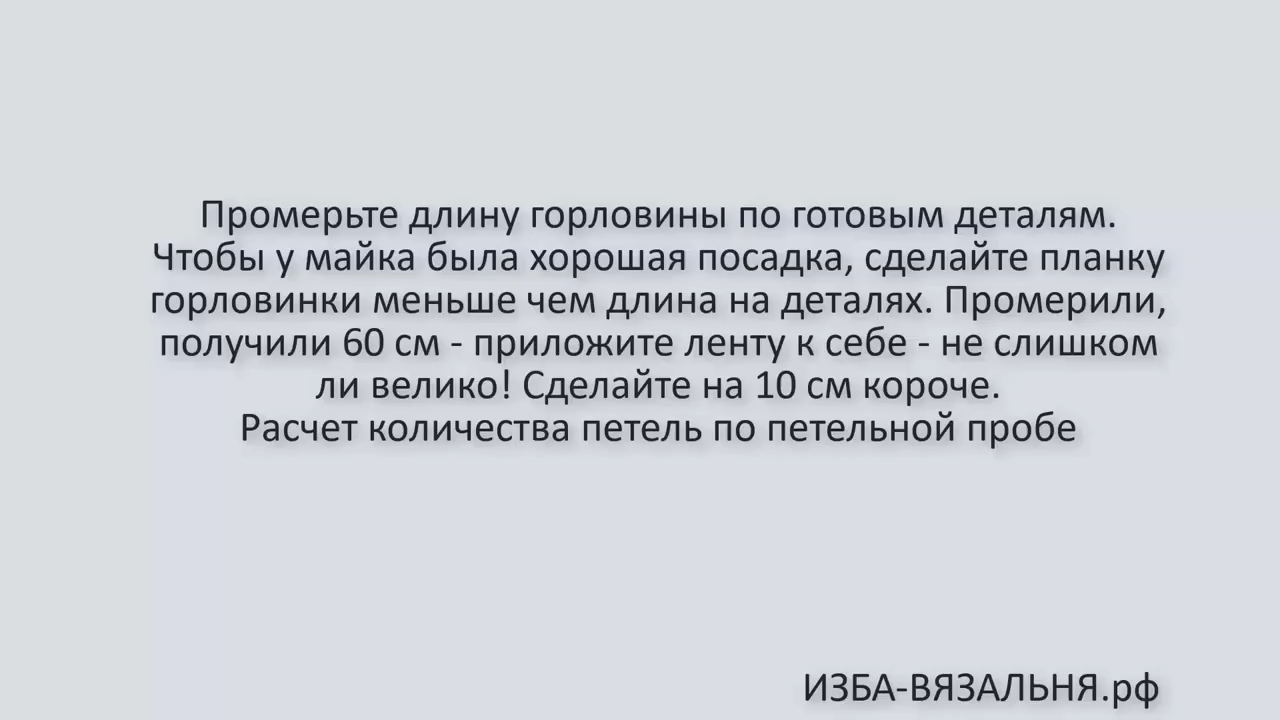 Промерьте длину горловины по готовым деталям.
Чтобы у майка была хорошая посадка, сделайте планку
горловинки меньше чем длина на деталях. Промерили,
получили 60 см - приложите ленту к себе - не слишком
ли велико! Сделайте на 10 см короче.
Расчет количества петель по петельной пробе
ИЗБА-ВЯЗАЛЬНЯ.рф